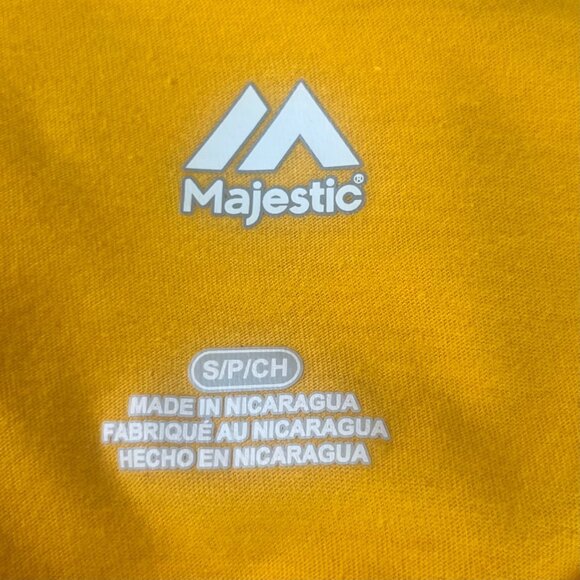 Majestic®
S/P/CH
MADE IN NICARAGUA
FABRIQUÉ AU NICARAGUA
HECHO EN NICARAGUA